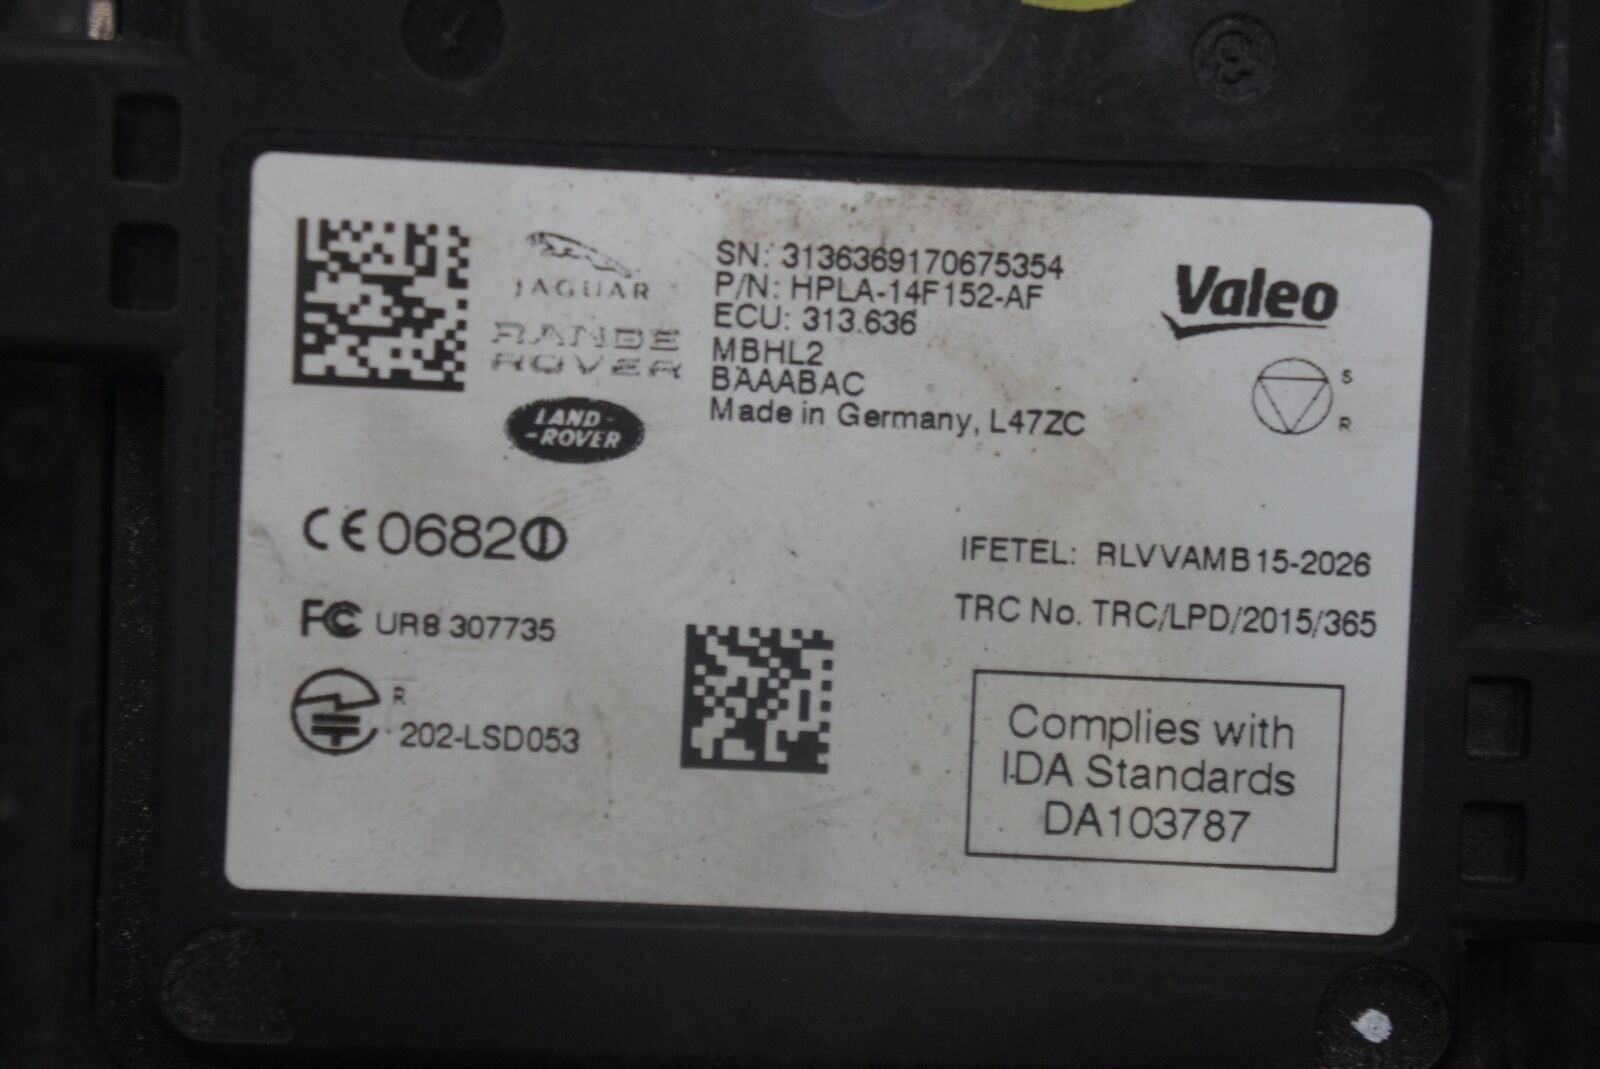 JAGUAR
RANGE
ROVER
LAND
-ROVER
SN: 3136369170675354
P/N: HPLA-14F152-AF
ECU: 313.636
MBHL2
BAAABAC
Made in Germany, L47ZC
Valeo
S
R
CE0682
FC UR8 307735
R
202-LSD053
IFETEL: RLVVAMB15-2026
TRC No. TRC/LPD/2015/365
Complies with
IDA Standards
DA103787